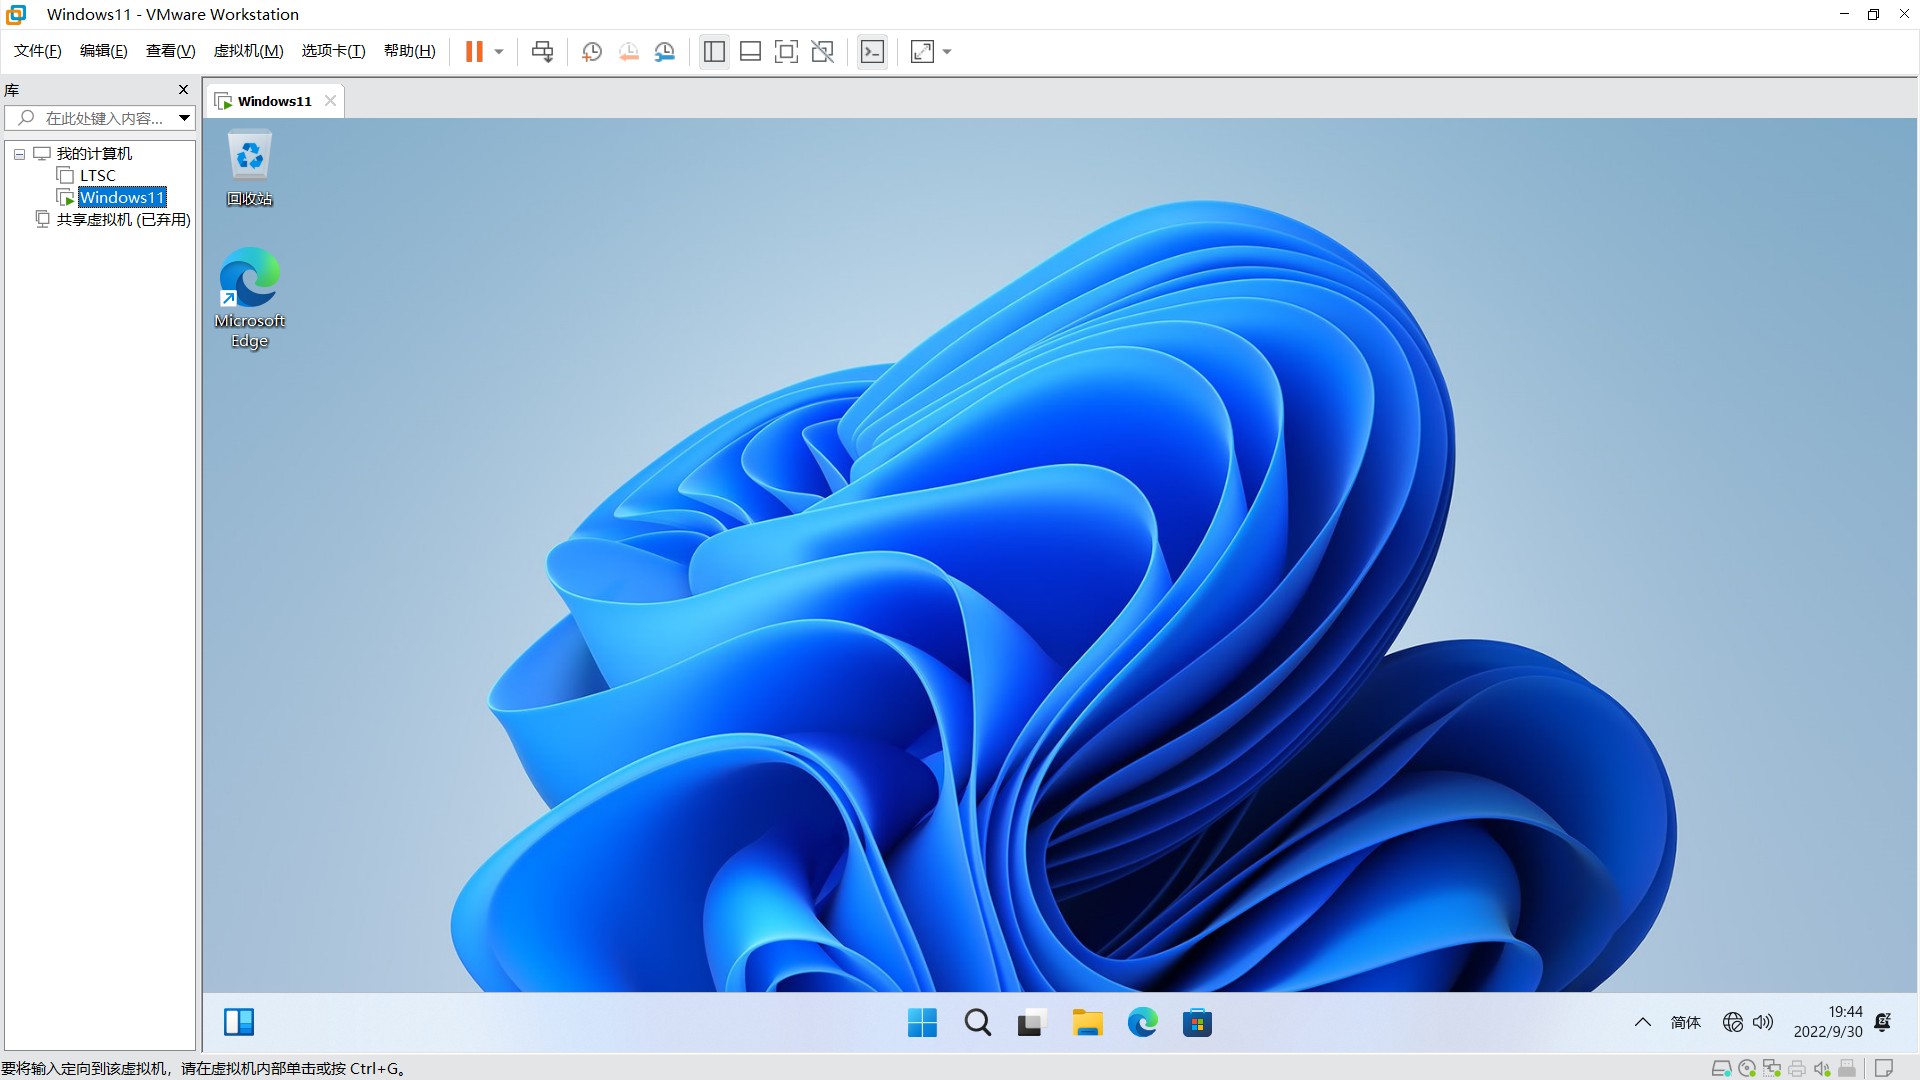 Windows11 - VMware Workstation
文件(F) 编辑(E) 查看(V) 虚拟机(M) 选项卡(T) 帮助(H)
库
在此处键入内容...
我的计算机
LTSC
Windows11
共享虚拟机 (已弃用)
Windows11
回收站
Microsoft
Edge
简体
19:44
2022/9/30
要将输入定向到该虚拟机，请在虚拟机内部单击或按 Ctrl+G。